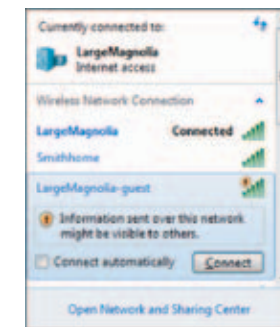 Currently connected to:
LargeMagnolia
Internet access
Wireless Network Connection
LargeMagnolia Connected
Smithhome
LargeMagnolia-guest
Information sent over this network
might be visible to others.
Connect automatically Connect
Open Network and Sharing Center